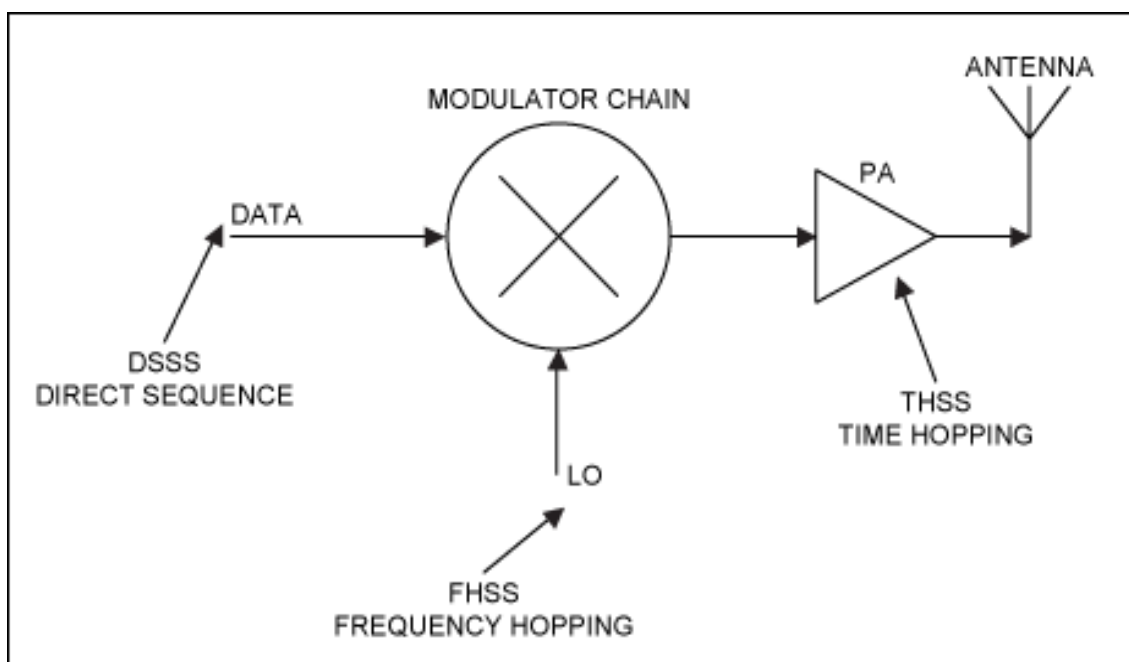 ANTENNA
MODULATOR CHAIN
PA
DATA
DSSS
DIRECT SEQUENCE
THSS
TIME HOPPING
LO
FHSS
FREQUENCY HOPPING